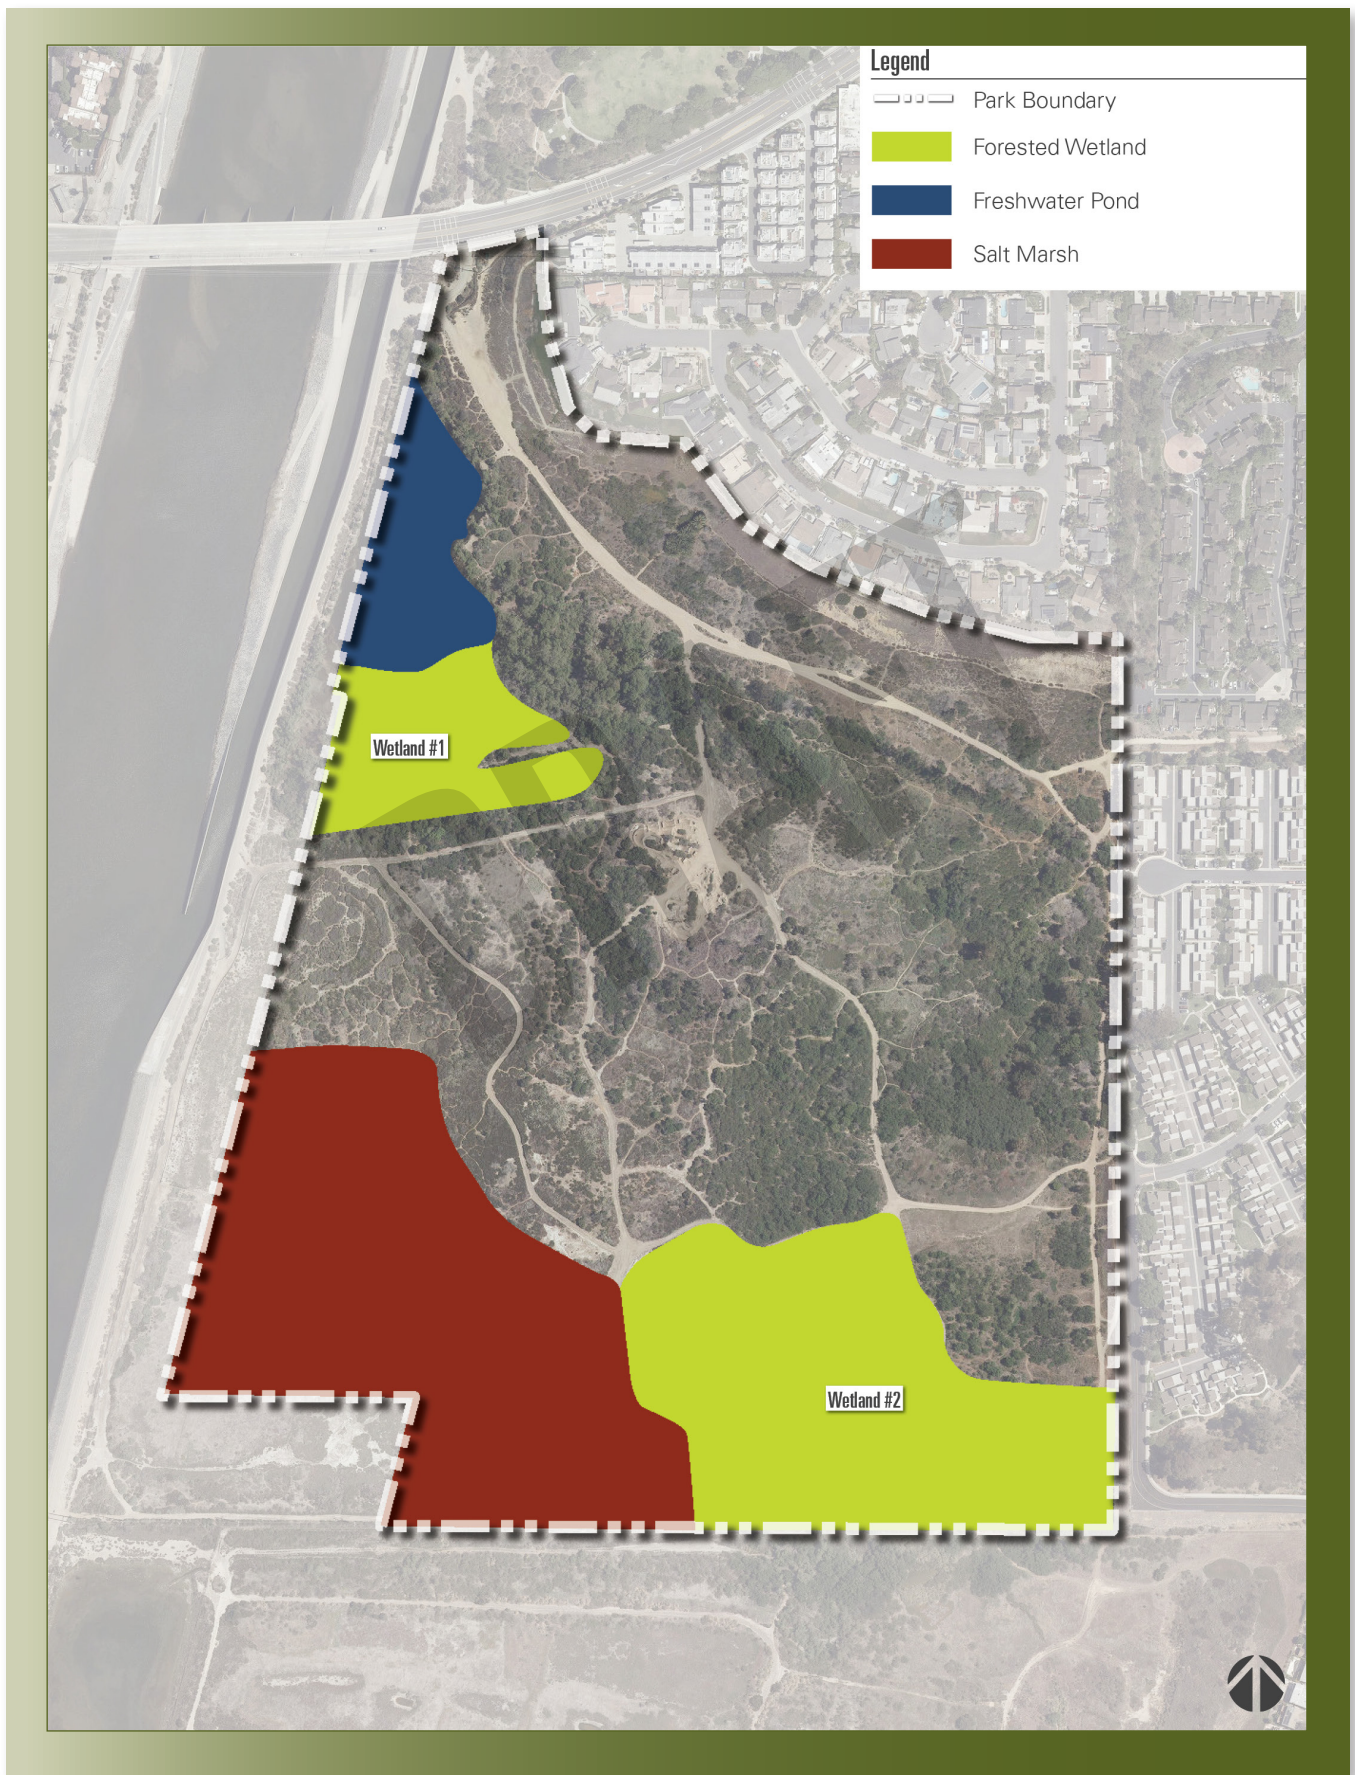 Legend
Park Boundary
Forested Wetland
Freshwater Pond
Salt Marsh
Wetland #1
Wetland #2